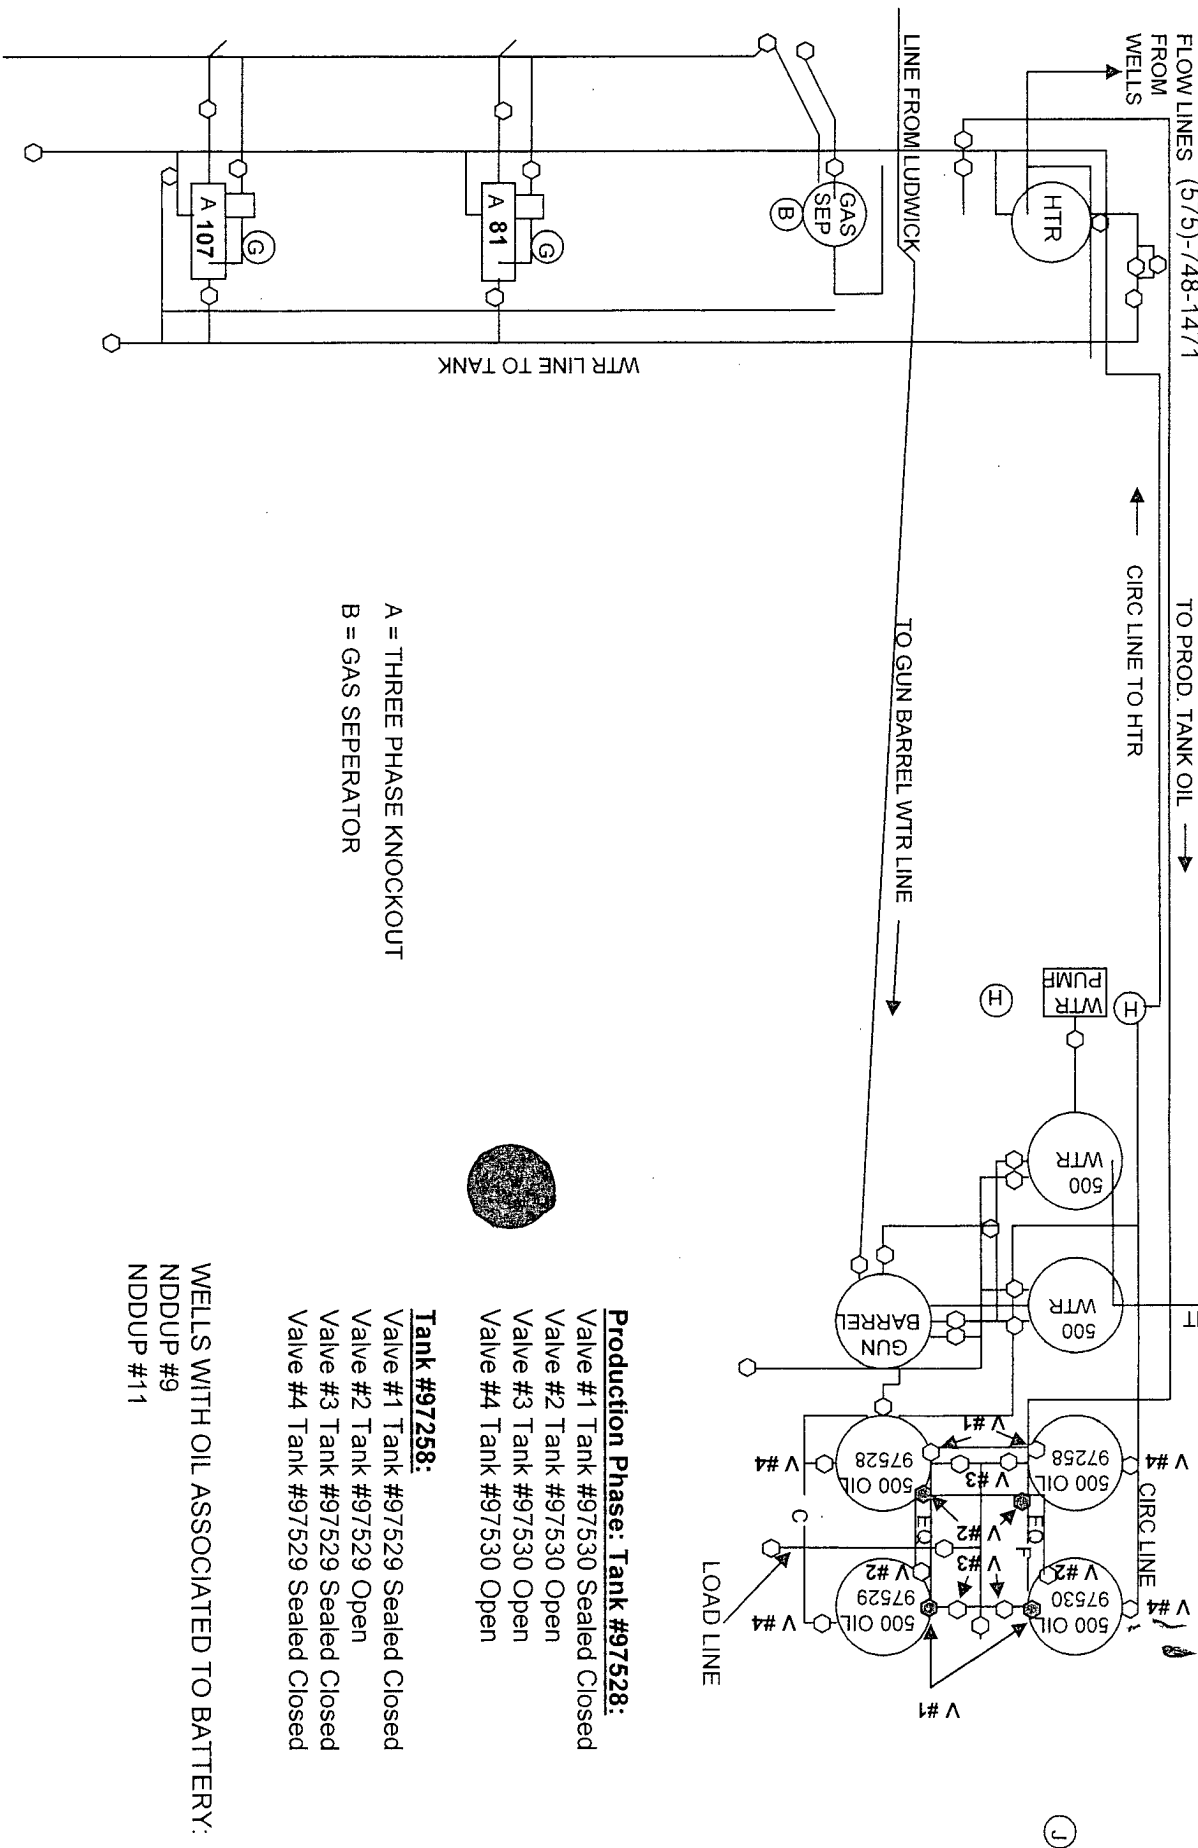 FLOW LINES (575)-748-1471
FROM
WELLS
TO PROD. TANK OIL
CIRC LINE TO HTR
HTR
LINE FROM LUDWICK
TO GUN BARREL WTR LINE
GAS
SEP
B
WTR LINE TO TANK
A 81
G
A 107
G
H
H
WTR
PUMP
500
WTR
500
WTR
GUN
BARREL
500 OIL
97258
500 OIL
97530
500 OIL
97528
500 OIL
97529
CIRC LINE
V #4
V #4
V #1
V #3
V #2
V #3
V #2
V #2
EQ
EQ
F
C
V #4
V #4
V #1
LOAD LINE
J
A = THREE PHASE KNOCKOUT
B = GAS SEPERATOR
Production Phase: Tank #97528:
Valve #1 Tank #97530 Sealed Closed
Valve #2 Tank #97530 Open
Valve #3 Tank #97530 Open
Valve #4 Tank #97530 Open
Tank #97258:
Valve #1 Tank #97529 Sealed Closed
Valve #2 Tank #97529 Open
Valve #3 Tank #97529 Sealed Closed
Valve #4 Tank #97529 Sealed Closed
WELLS WITH OIL ASSOCIATED TO BATTERY:
NDDUP #9
NDDUP #11